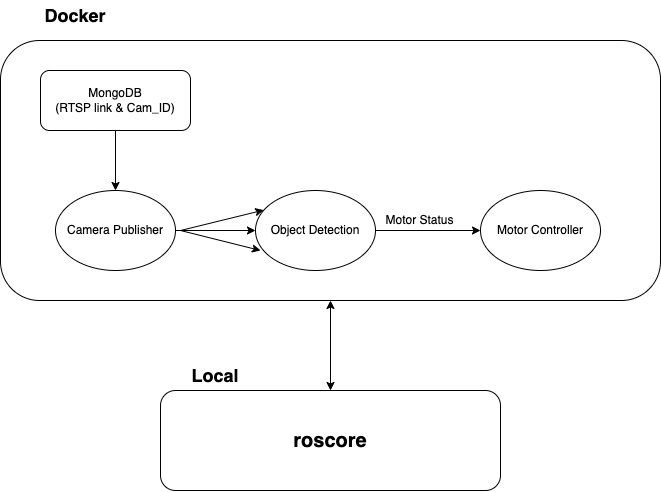 Docker
MongoDB
(RTSP link & Cam_ID)
Camera Publisher
Object Detection
Motor Status
Motor Controller
Local
roscore